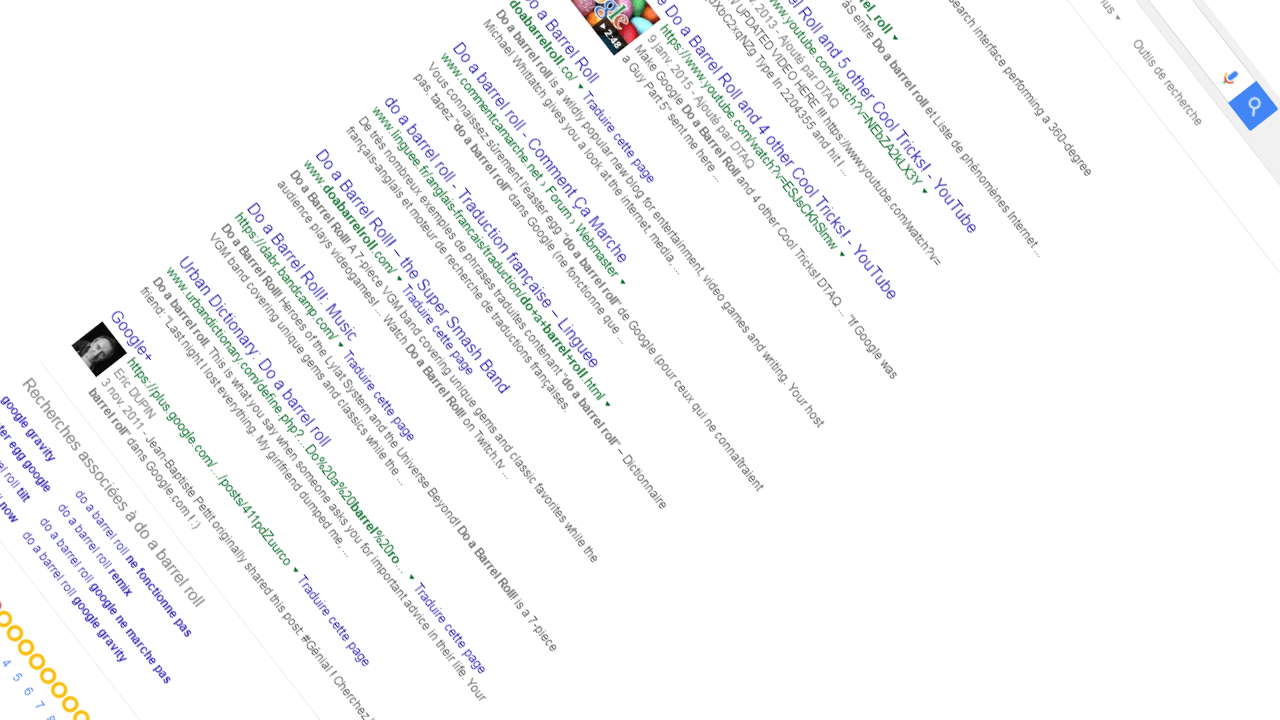 us ▾
Outils de recherche
search interface performing a 360-degree
el_roll ▾
as entre Do a barrel roll et Liste de phénomènes Internet...
el Roll and 5 other Cool Tricks! - YouTube
www.youtube.com/watch?v=NEbZA2kLX3Y ▾
2013 - Ajouté par DTAQ
UPDATED VIDEO HERE !!! https://www.youtube.com/watch?v=
Type In 2204355 and hit I ...
e Do a Barrel Roll and 4 other Cool Tricks! - YouTube
https://www.youtube.com/watch?v=ESJsCKhSlmw ▾
▶ 2:48
9 janv. 2015 - Ajouté par DTAQ
Make Google Do a Barrel Roll and 4 other Cool Tricks! DTAQ ... "If Google was
a Guy Part 5" sent me here ...
o a Barrel Roll
doabarrelroll.co/ ▾ Traduire cette page
Do a barrel roll is a wildly popular new blog for entertainment, video games and writing. Your host
Michael Whitlatch gives you a look at the internet, media, ...
Do a barrel roll - Comment Ça Marche
www.commentcamarche.net › Forum › Webmaster ▾
Vous connaissez sûrement l'easter egg "do a barrel roll" de Google (pour ceux qui ne connaîtraient
pas, tapez "do a barrel roll" dans Google (ne fonctionne que ...
do a barrel roll - Traduction française – Linguee
www.linguee.fr/anglais-francais/traduction/do+a+barrel+roll.html ▾
De très nombreux exemples de phrases traduites contenant "do a barrel roll" – Dictionnaire
français-anglais et moteur de recherche de traductions françaises.
Do a Barrel Roll! – the Super Smash Band
www.doabarrelroll.com/ ▾ Traduire cette page
Do a Barrel Roll! A 7-piece VGM band covering unique gems and classic favorites while the
audience plays videogames! ... Watch Do a Barrel Roll! on Twitch.tv ...
Do a Barrel Roll!: Music
https://dabr.bandcamp.com/ ▾ Traduire cette page
Do a Barrel Roll! Heroes of the Lylat System and the Universe Beyond! Do a Barrel Roll! is a 7-piece
VGM band covering unique gems and classics while the ...
Urban Dictionary: Do a barrel roll
www.urbandictionary.com/define.php?...Do%20a%20barrel%20ro... ▾ Traduire cette page
Do a barrel roll. This is what you say when someone asks you for important advice in their life. Your
friend: "Last night I lost everything. My girlfriend dumped me, ...
Google+
https://plus.google.com/.../posts/411pdZuurco ▾ Traduire cette page
Eric DUPIN
3 nov. 2011 - Jean-Baptiste Pettit originally shared this post: #Génial ! Cherchez
barrel roll" dans Google.com ! :)
Recherches associées à do a barrel roll
google gravity
do a barrel roll ne fonctionne pas
ter egg google
do a barrel roll remix
el roll tilt
do a barrel roll google ne marche pas
now
do a barrel roll google gravity
ooooooooo
4 5 6 7 8